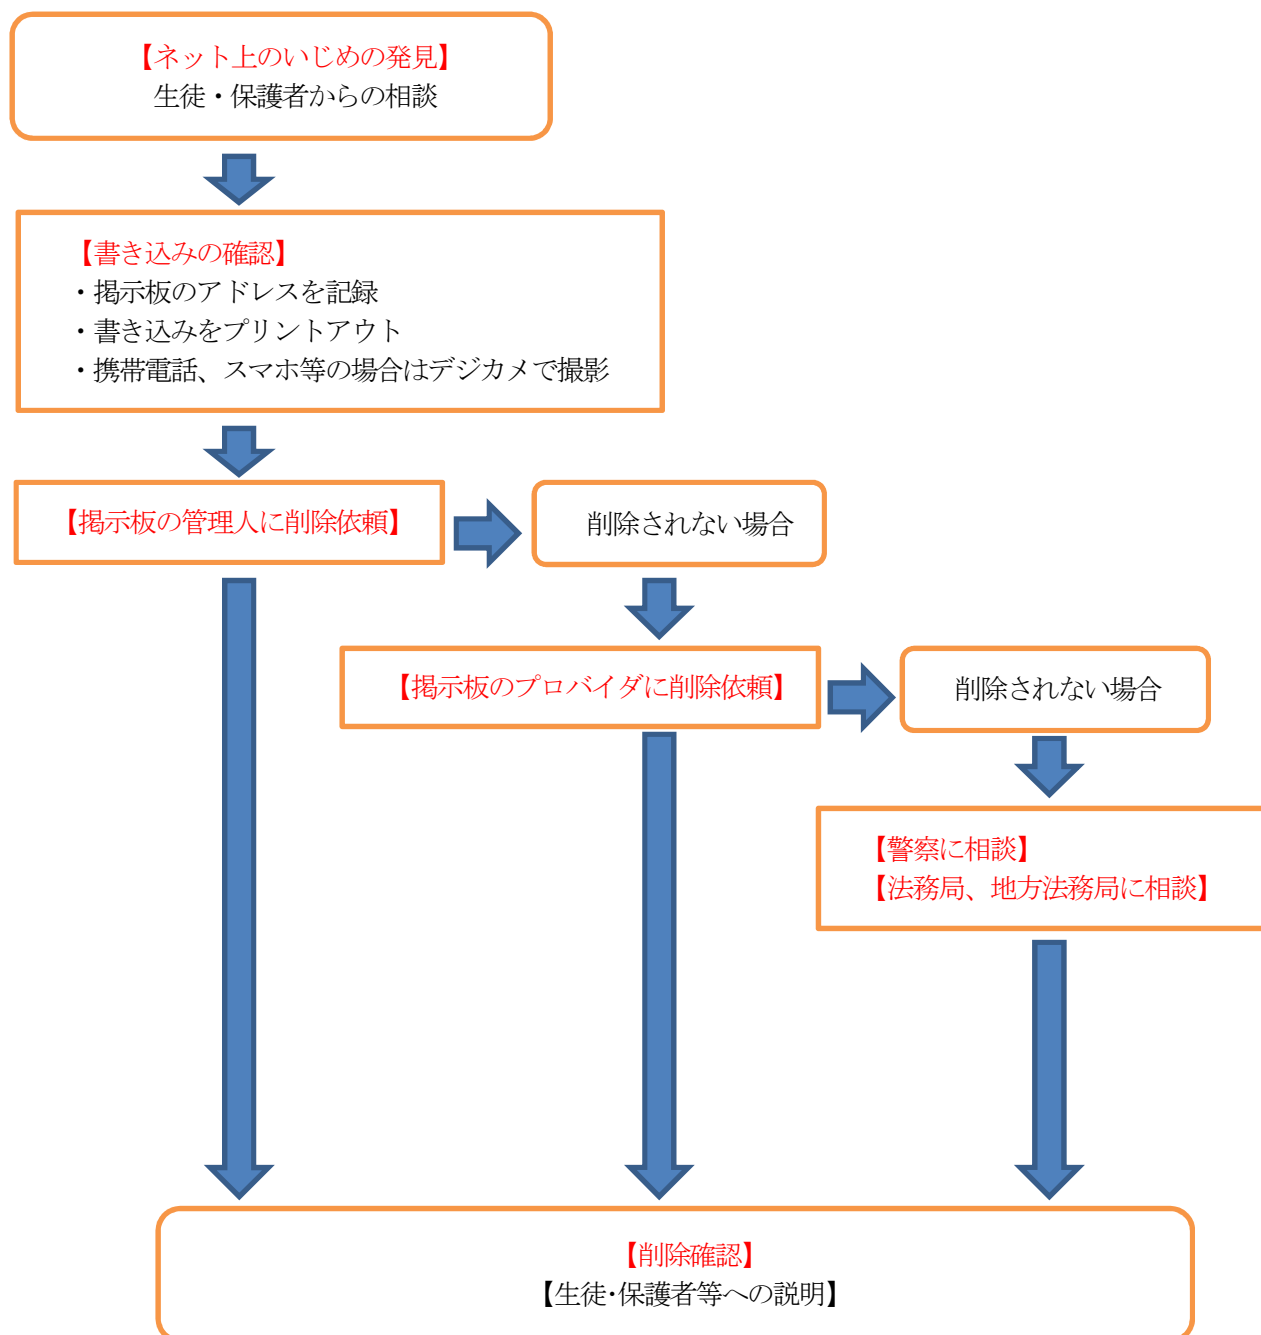 【ネット上のいじめの発見】
生徒・保護者からの相談
【書き込みの確認】
・掲示板のアドレスを記録
・書き込みをプリントアウト
・携帯電話、スマホ等の場合はデジカメで撮影
【掲示板の管理人に削除依頼】
削除されない場合
【掲示板のプロバイダに削除依頼】
削除されない場合
【警察に相談】
【法務局、地方法務局に相談】
【削除確認】
【生徒・保護者等への説明】